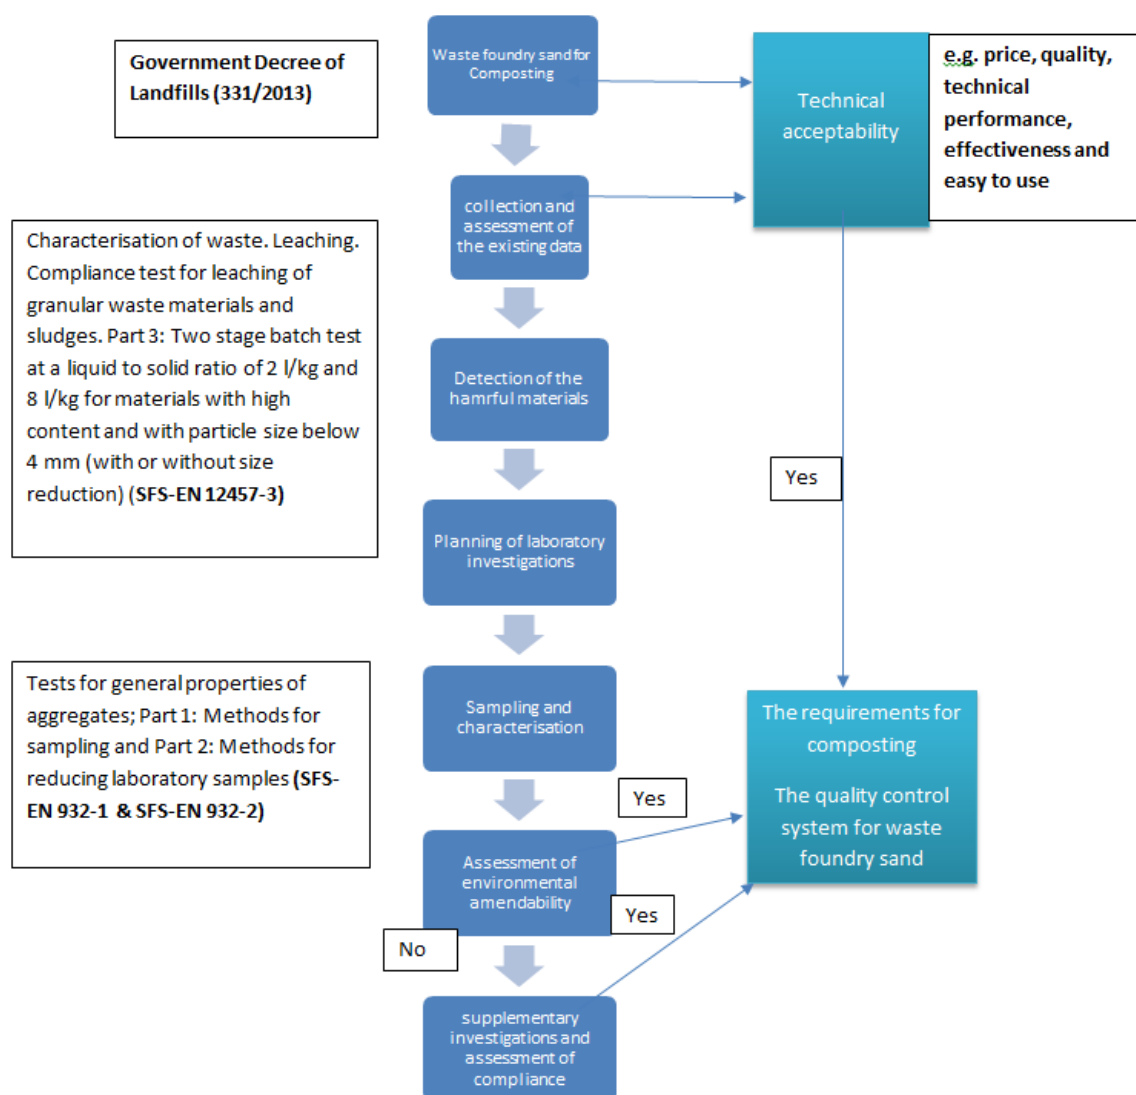 Government Decree of
Landfills (331/2013)
Waste foundry sand for
Composting
Technical
acceptability
e.g. price, quality,
technical
performance,
effectiveness and
easy to use
collection and
assessment of
the existing data
Characterisation of waste. Leaching.
Compliance test for leaching of
granular waste materials and
sludges. Part 3: Two stage batch test
at a liquid to solid ratio of 2 l/kg and
8 l/kg for materials with high
content and with particle size below
4 mm (with or without size
reduction) (SFS-EN 12457-3)
Detection of the
hamrful materials
Yes
Planning of laboratory
investigations
Tests for general properties of
aggregates; Part 1: Methods for
sampling and Part 2: Methods for
reducing laboratory samples (SFS-
EN 932-1 & SFS-EN 932-2)
Sampling and
characterisation
The requirements for
composting
The quality control
system for waste
foundry sand
Yes
Assessment of
environmental
amendability
Yes
No
supplementary
investigations and
assessment of
compliance